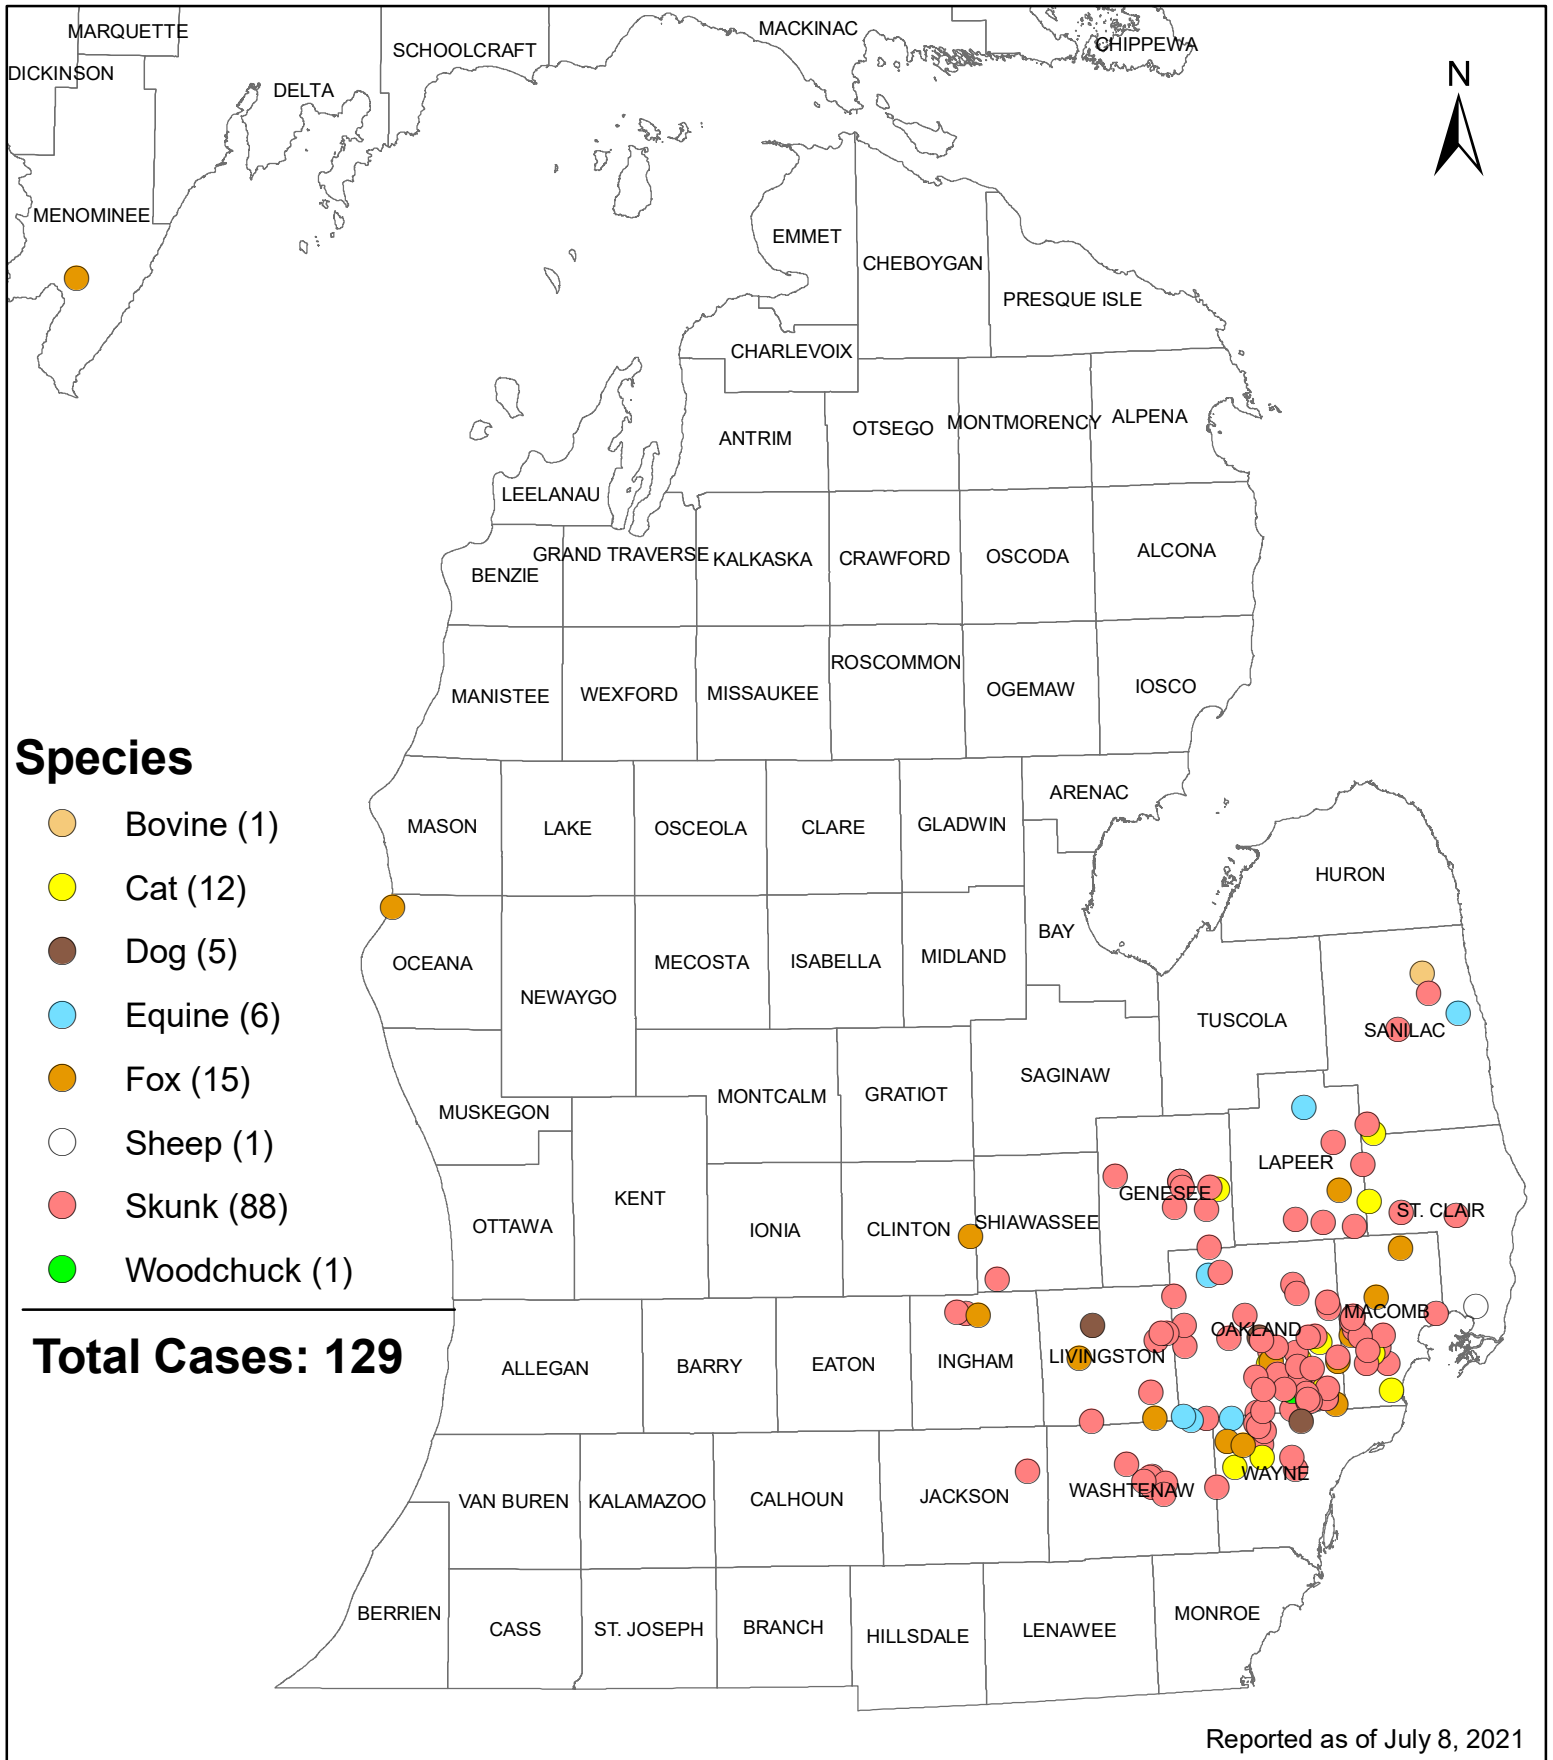 MARQUETTE
MACKINAC
CHIPPEWA
SCHOOLCRAFT
DICKINSON
DELTA
N
MENOMINEE
EMMET
CHEBOYGAN
PRESQUE ISLE
CHARLEVOIX
ANTRIM
OTSEGO
MONTMORENCY
ALPENA
LEELANAU
GRAND TRAVERSE
BENZIE
KALKASKA
CRAWFORD
OSCODA
ALCONA
MANISTEE
WEXFORD
MISSAUKEE
ROSCOMMON
OGEMAW
IOSCO
Species
Bovine (1)
Cat (12)
Dog (5)
Equine (6)
Fox (15)
Sheep (1)
Skunk (88)
Woodchuck (1)
Total Cases: 129
MASON
LAKE
OSCEOLA
CLARE
GLADWIN
ARENAC
HURON
OCEANA
NEWAYGO
MECOSTA
ISABELLA
MIDLAND
BAY
TUSCOLA
SANILAC
MUSKEGON
MONTCALM
GRATIOT
SAGINAW
LAPEER
GENESEE
ST. CLAIR
OTTAWA
KENT
IONIA
CLINTON
SHIAWASSEE
MACOMB
OAKLAND
LIVINGSTON
INGHAM
EATON
BARRY
ALLEGAN
VAN BUREN
KALAMAZOO
CALHOUN
JACKSON
WASHTENAW
WAYNE
BERRIEN
CASS
ST. JOSEPH
BRANCH
HILLSDALE
LENAWEE
MONROE
Reported as of July 8, 2021